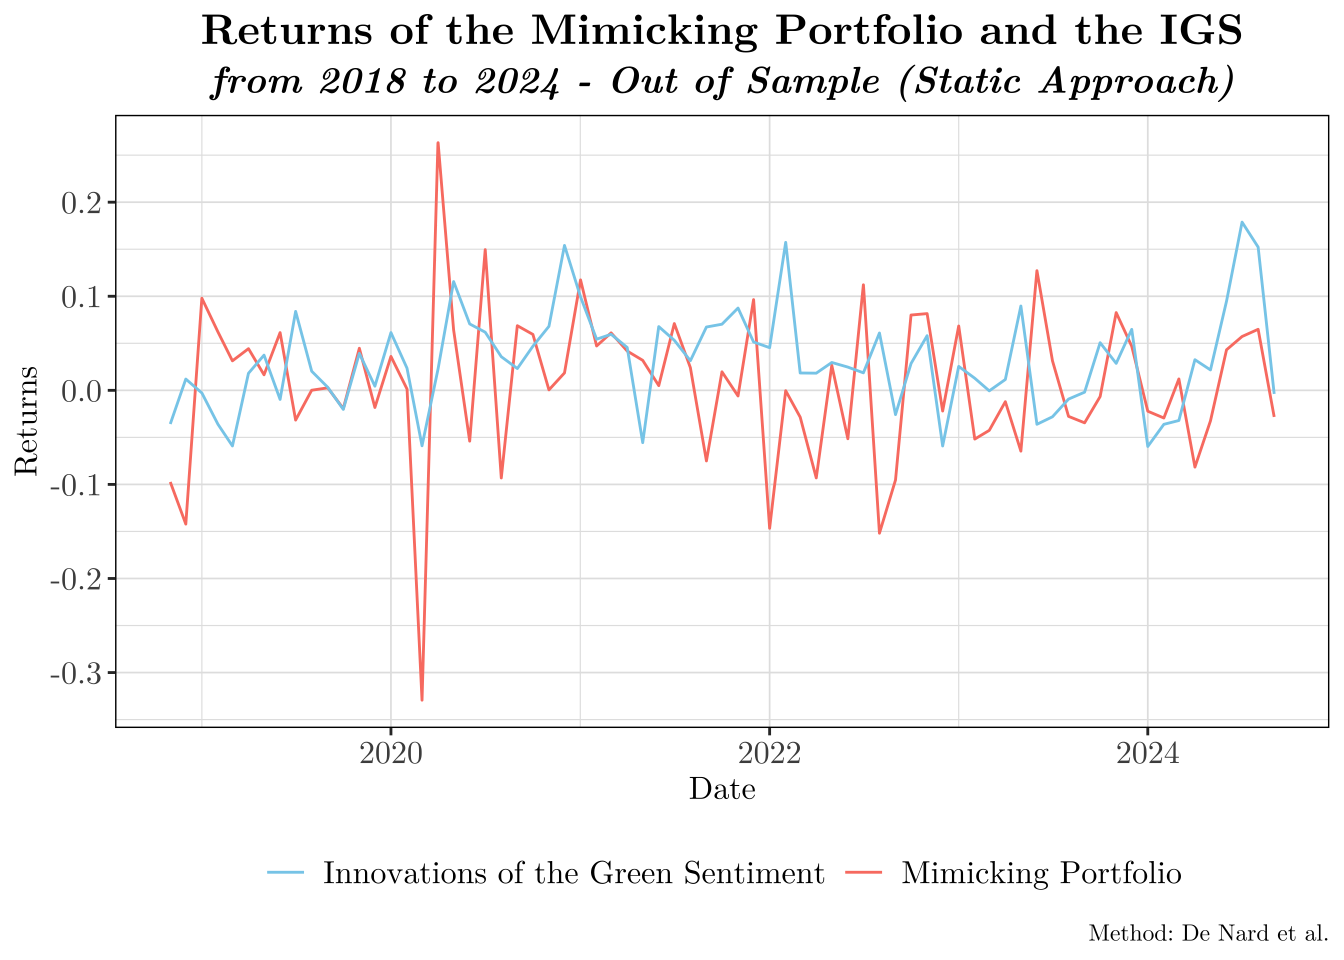 Returns of the Mimicking Portfolio and the IGS
from 2018 to 2024 - Out of Sample (Static Approach)
Returns
0.2
0.1
0.0
-0.1
-0.2
-0.3
2020
2022
2024
Date
Innovations of the Green Sentiment
Mimicking Portfolio
Method: De Nard et al.